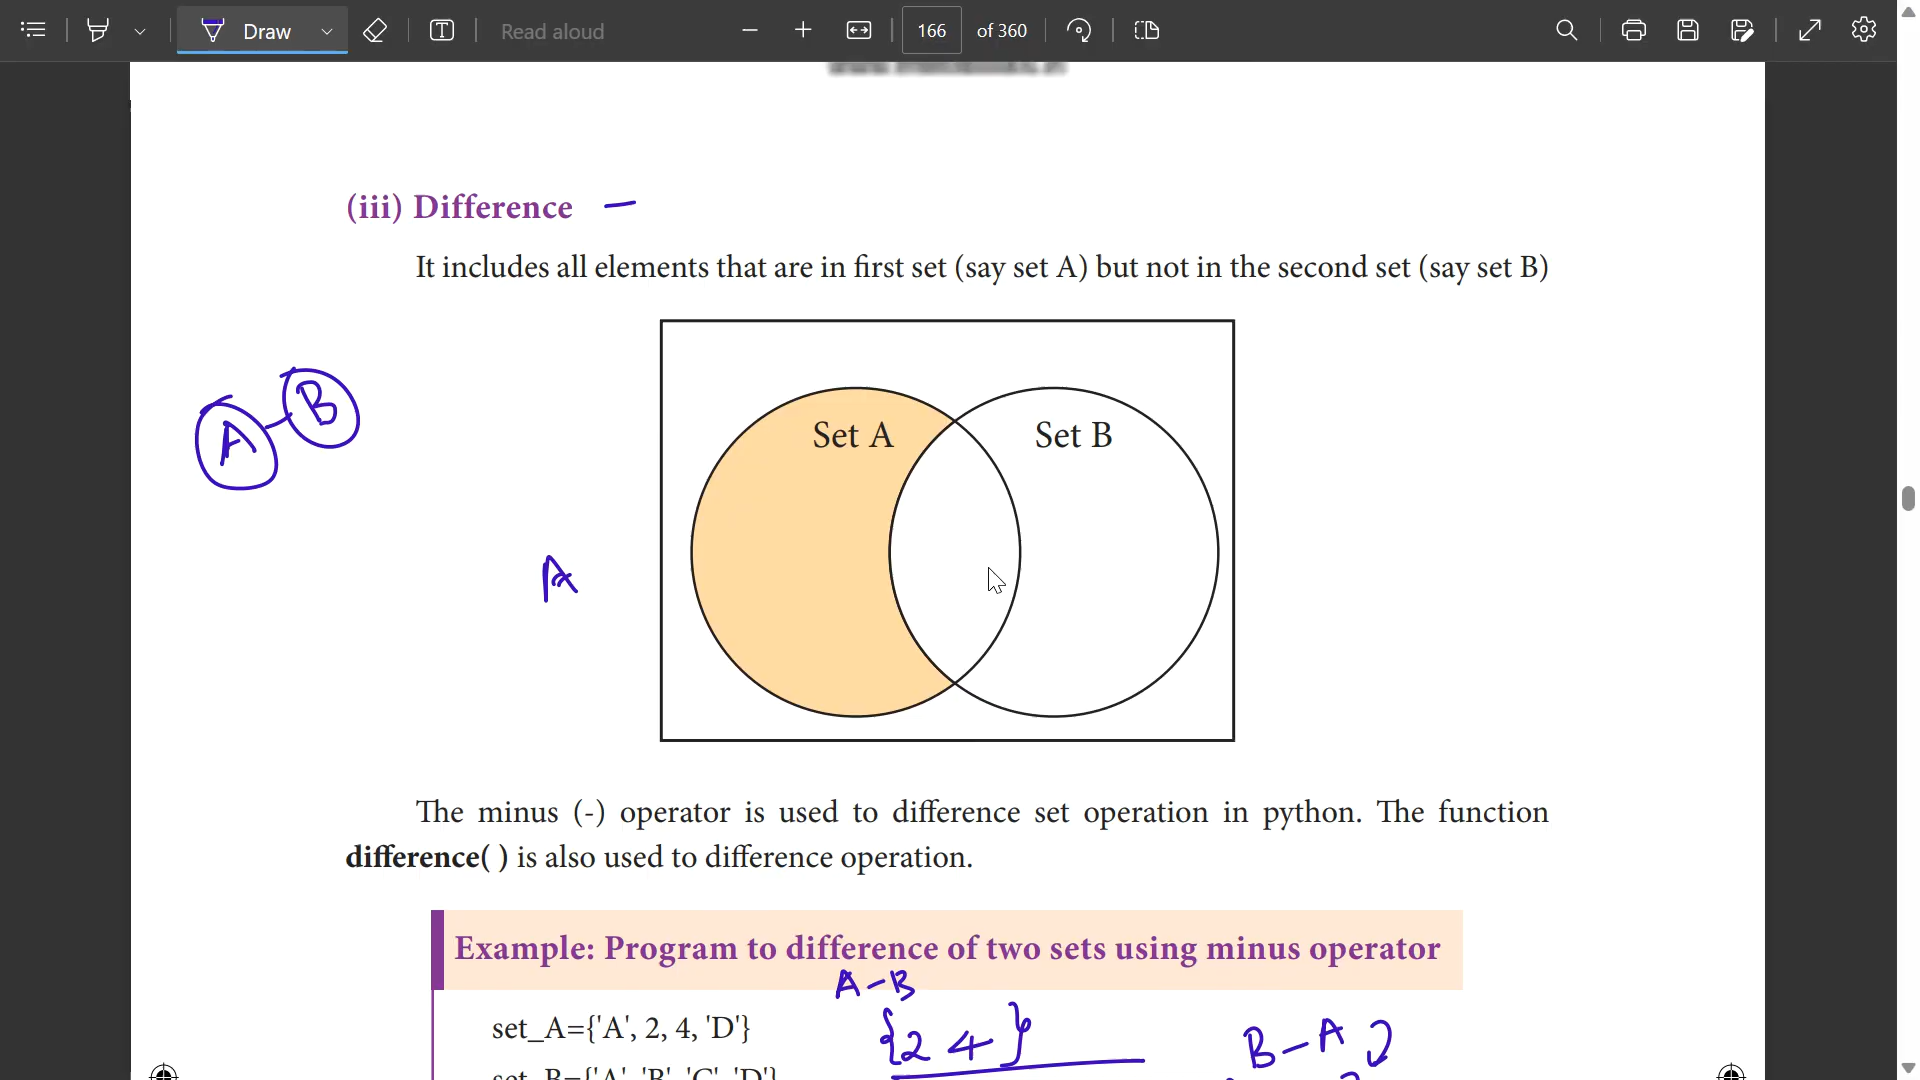 Draw
Read aloud
166 of 360
(iii) Difference -
It includes all elements that are in first set (say set A) but not in the second set (say set B)
A - B
Set A Set B
A
The minus (-) operator is used to difference set operation in python. The function
difference( ) is also used to difference operation.
Example: Program to difference of two sets using minus operator
A - B
set_A={'A', 2, 4, 'D'}
{2 4}
B - A
set_B={'A', 'B', 'C', 'D'}